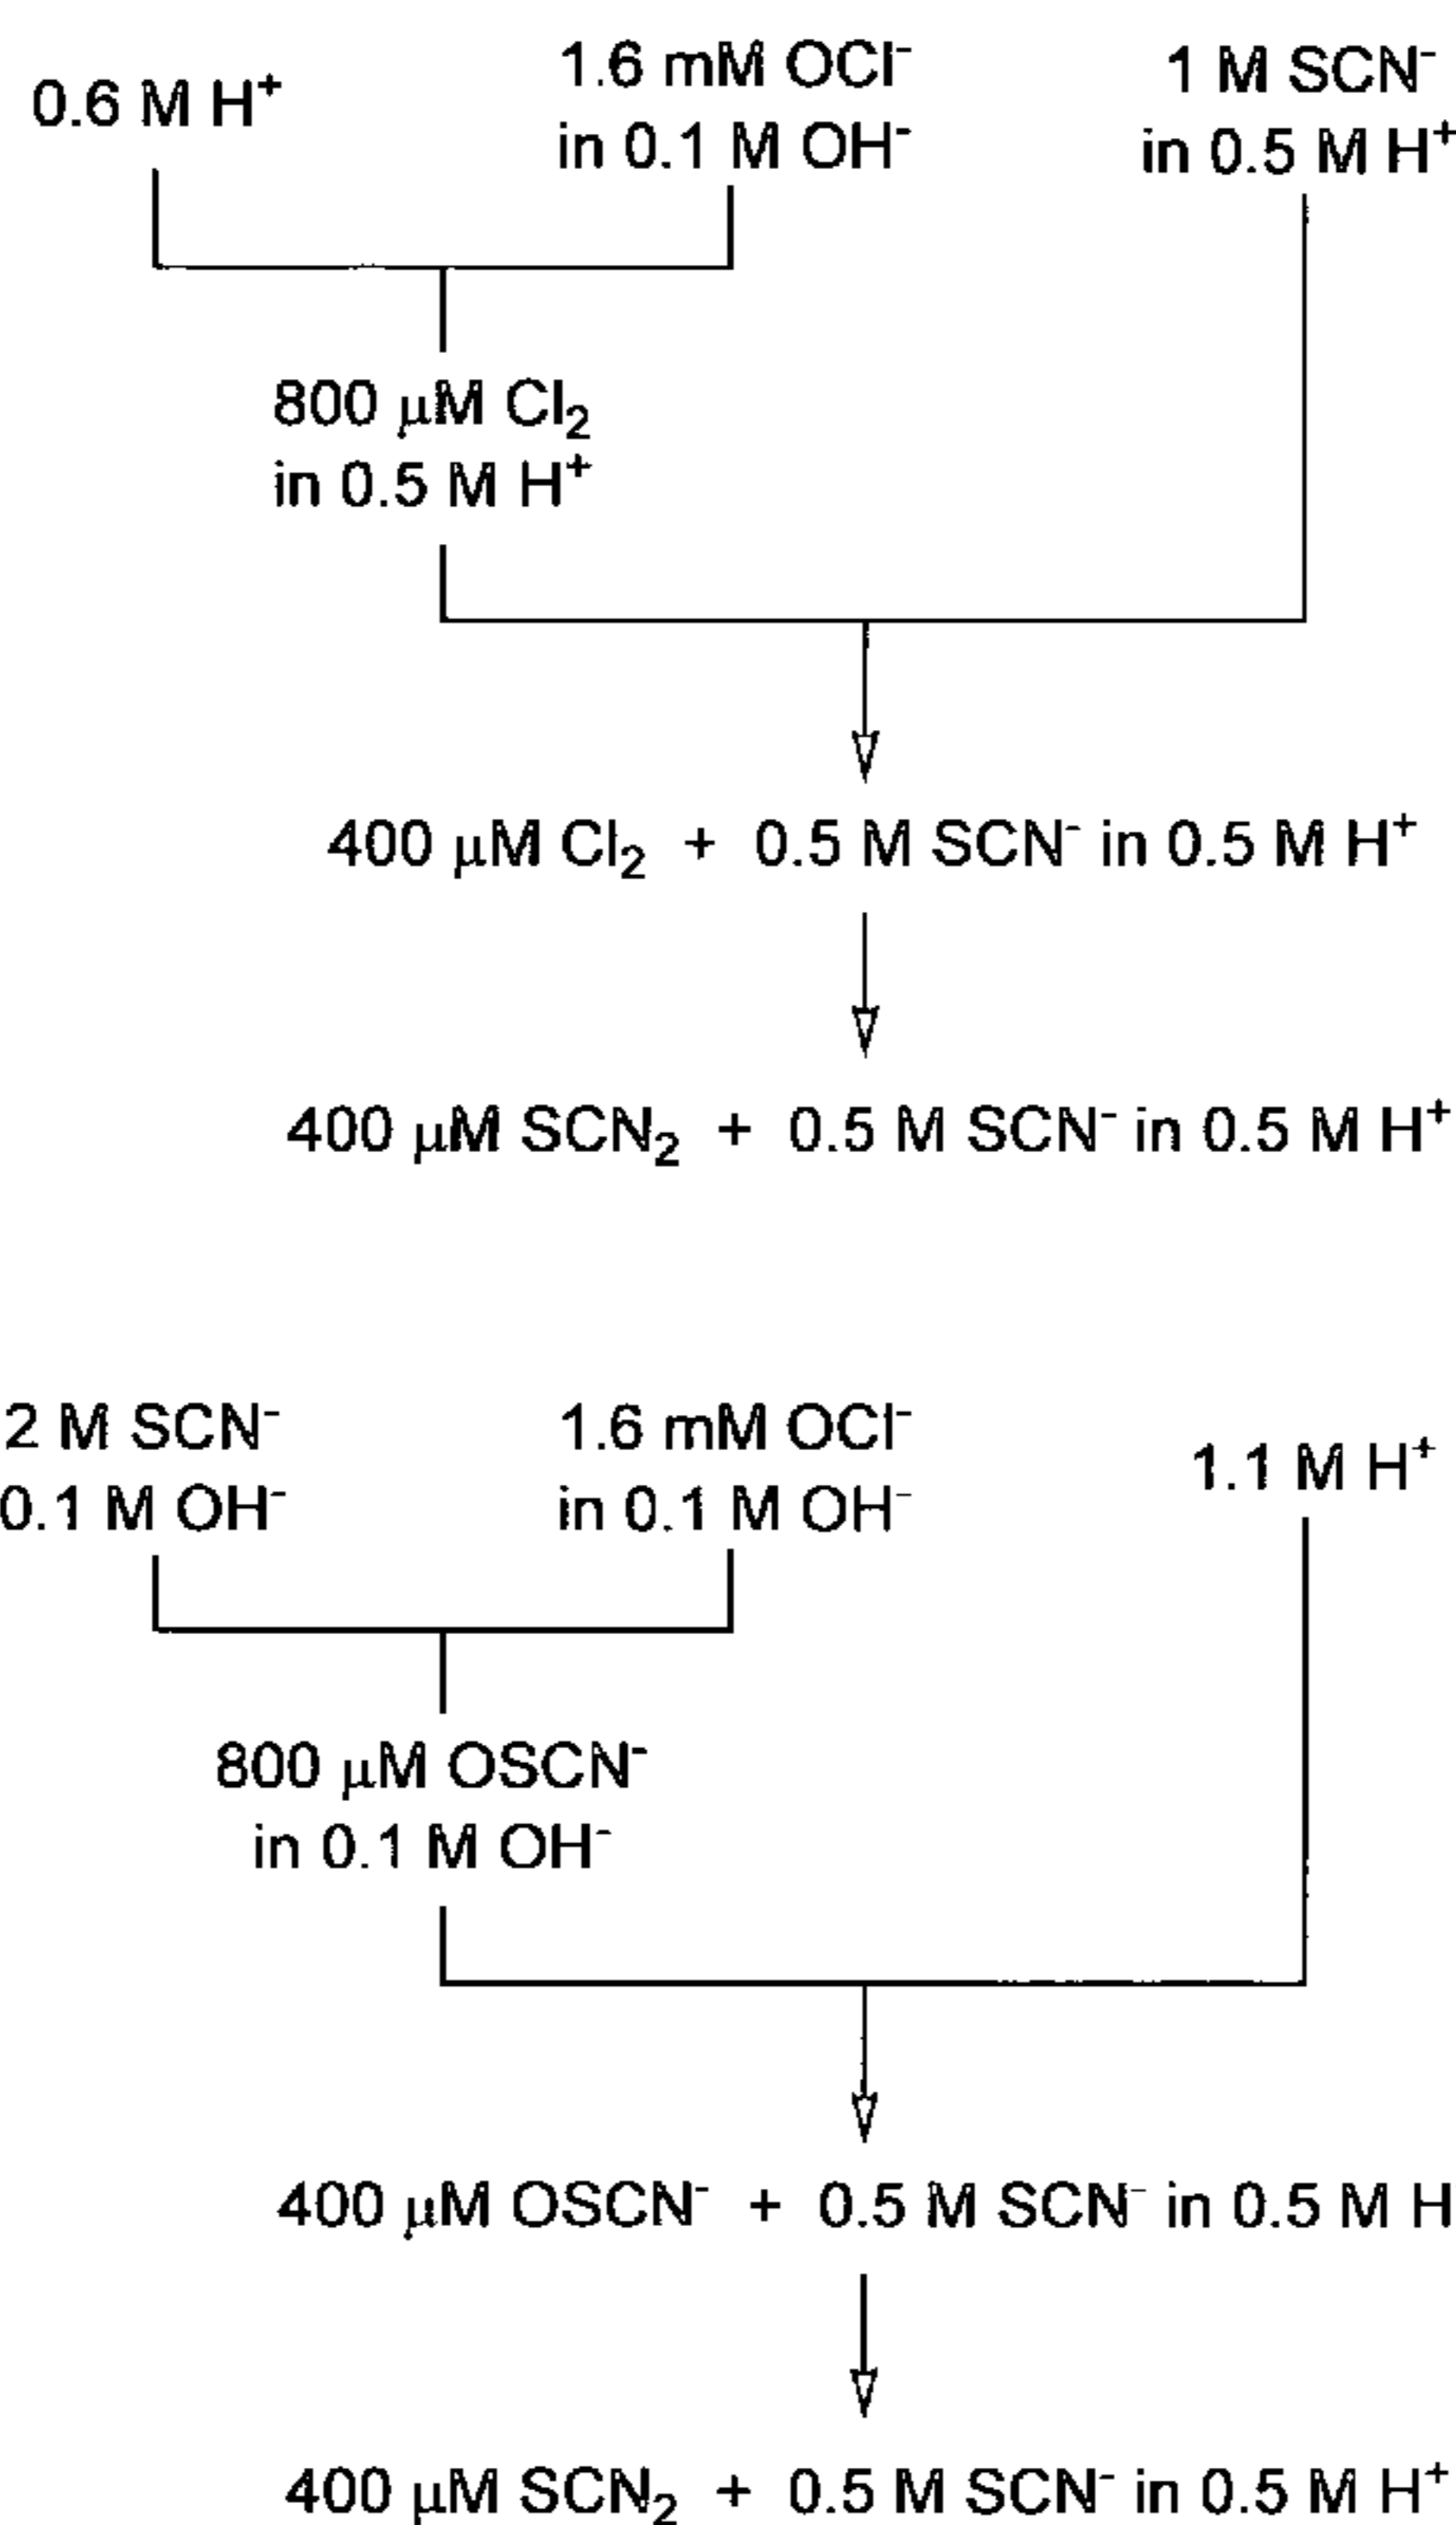 0.6 M H⁺
1.6 mM OCl⁻
in 0.1 M OH⁻
1 M SCN⁻
in 0.5 M H⁺
800 μM Cl₂
in 0.5 M H⁺
400 μM Cl₂ + 0.5 M SCN⁻ in 0.5 M H⁺
400 μM SCN₂ + 0.5 M SCN⁻ in 0.5 M H⁺
2 M SCN⁻
0.1 M OH⁻
1.6 mM OCl⁻
in 0.1 M OH⁻
1.1 M H⁺
800 μM OSCN⁻
in 0.1 M OH⁻
400 μM OSCN⁻ + 0.5 M SCN⁻ in 0.5 M H
400 μM SCN₂ + 0.5 M SCN⁻ in 0.5 M H⁺